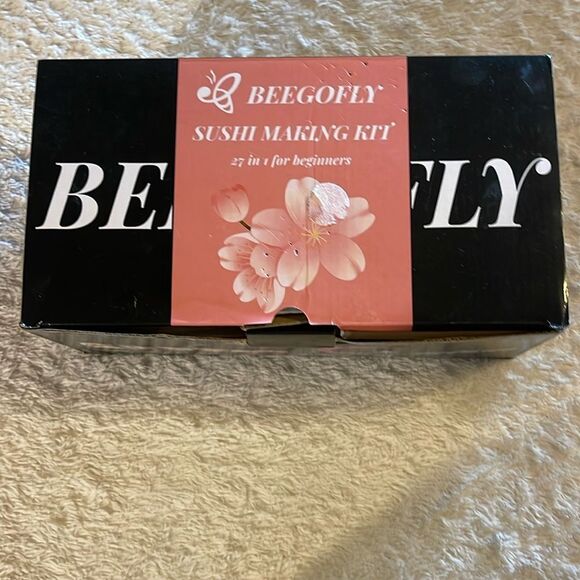 BEEGOFLY
SUSHI MAKING KIT
27 in 1 for beginners
BE FLY